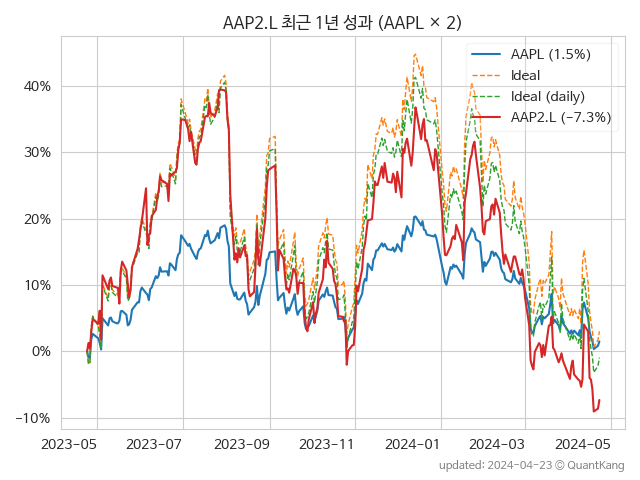 AAP2.L 최근 1년 성과 (AAPL × 2)
AAPL (1.5%)
Ideal
Ideal (daily)
AAP2.L (−7.3%)
40%
30%
20%
10%
0%
−10%
2023−05
2023−07
2023−09
2023−11
2024−01
2024−03
2024−05
updated: 2024−04−23 © QuantKang